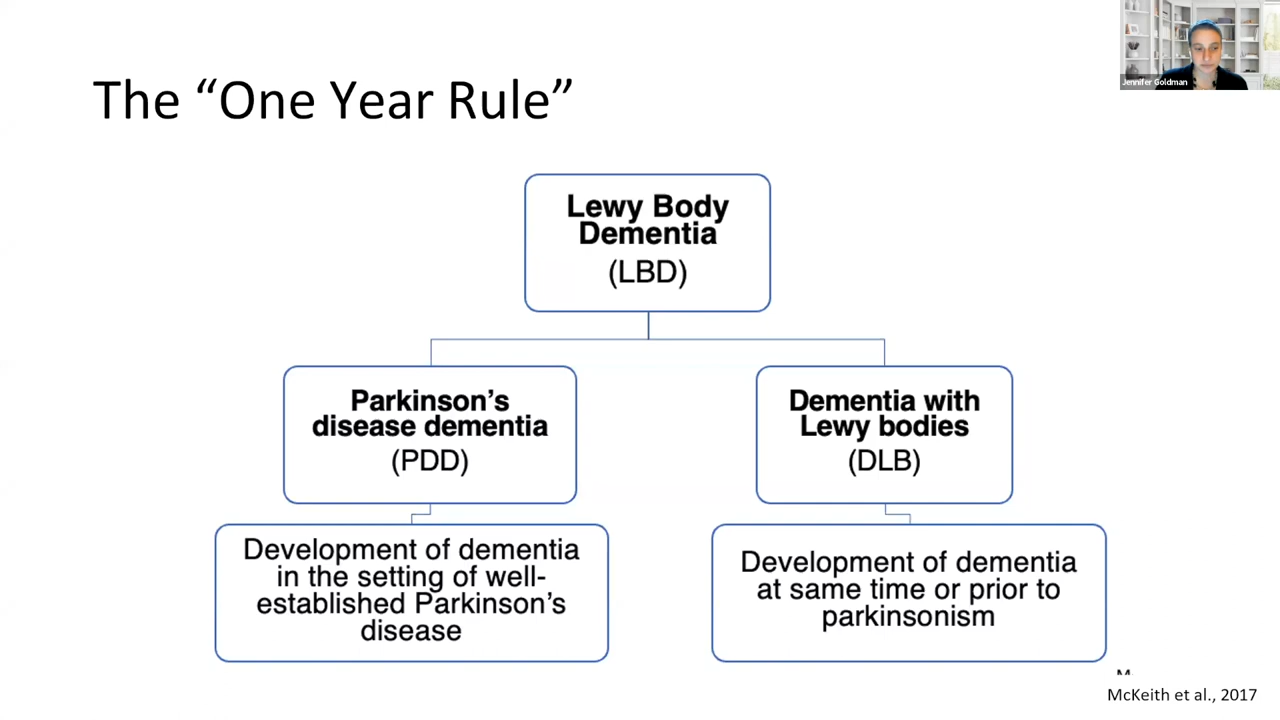 Jennifer Goldman
The “One Year Rule”
Lewy Body
Dementia
(LBD)
Parkinson’s
disease dementia
(PDD)
Dementia with
Lewy bodies
(DLB)
Development of dementia
in the setting of well-
established Parkinson’s
disease
Development of dementia
at same time or prior to
parkinsonism
McKeith et al., 2017